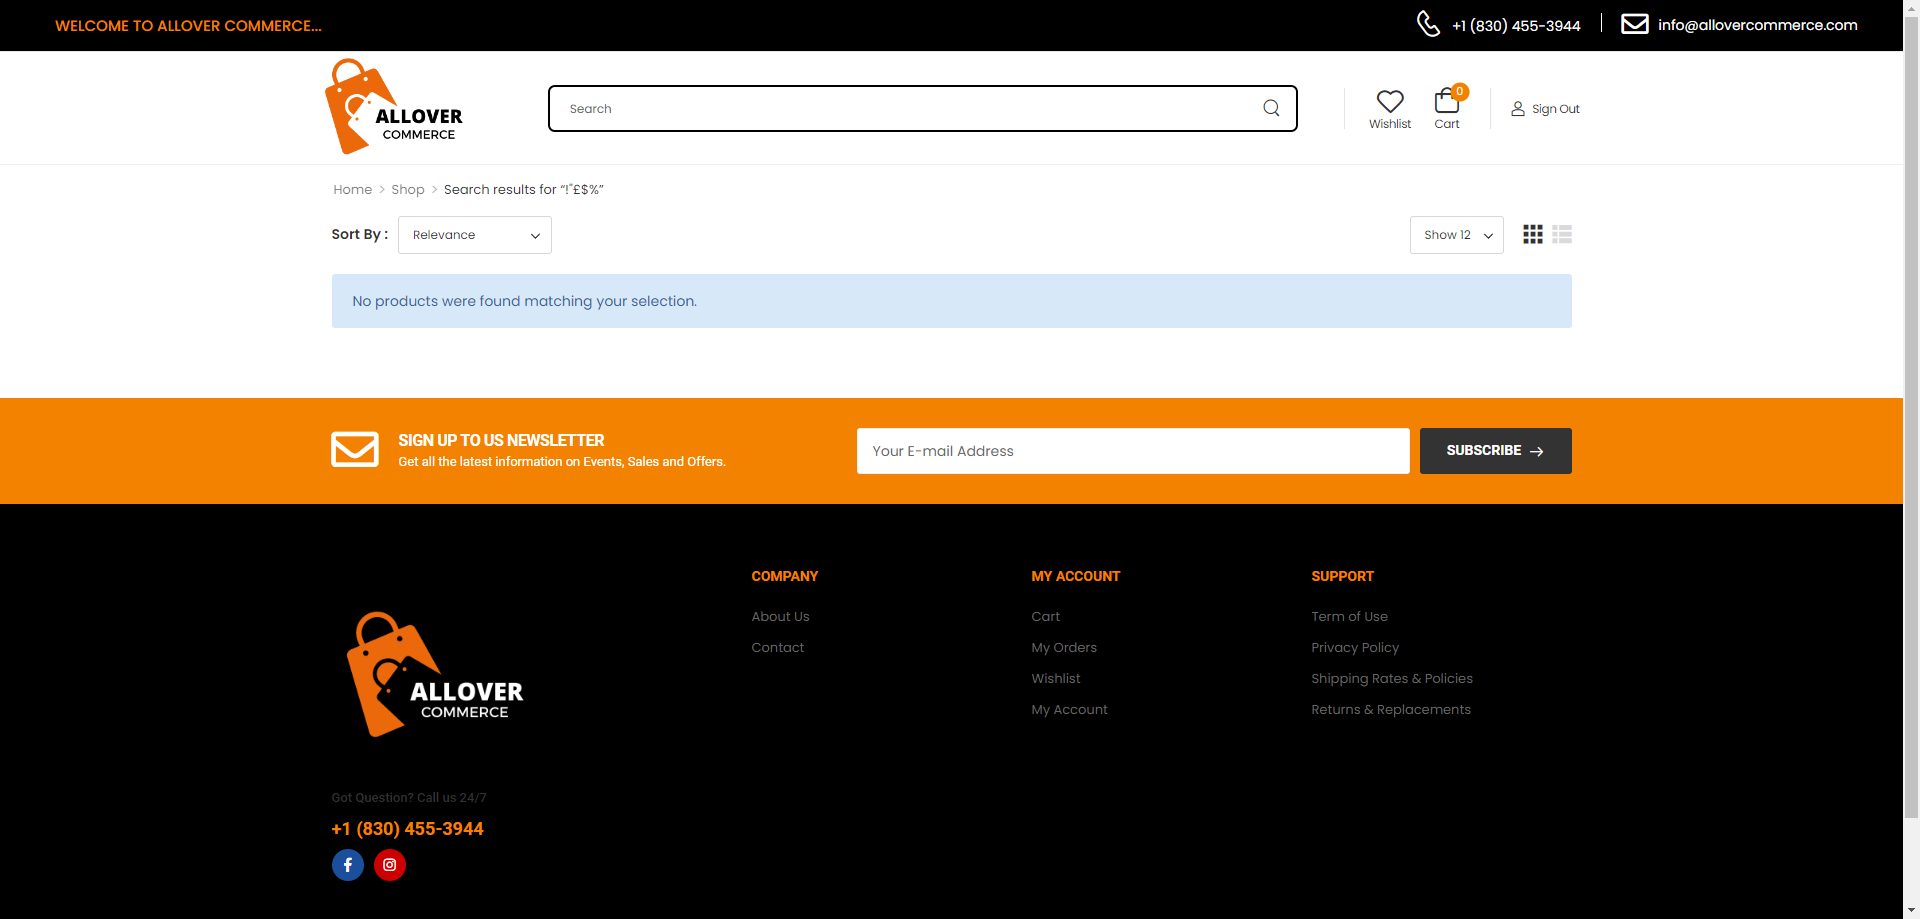 WELCOME TO ALLOVER COMMERCE...
+1 (830) 455-3944
info@allovercommerce.com
ALLOVER
COMMERCE
Search
Wishlist
0
Cart
Sign Out
Home > Shop > Search results for “!"£$%”
Sort By :
Relevance
Show 12
No products were found matching your selection.
SIGN UP TO US NEWSLETTER
Get all the latest information on Events, Sales and Offers.
Your E-mail Address
SUBSCRIBE
ALLOVER
COMMERCE
Got Question? Call us 24/7
+1 (830) 455-3944
COMPANY
About Us
Contact
MY ACCOUNT
Cart
My Orders
Wishlist
My Account
SUPPORT
Term of Use
Privacy Policy
Shipping Rates & Policies
Returns & Replacements